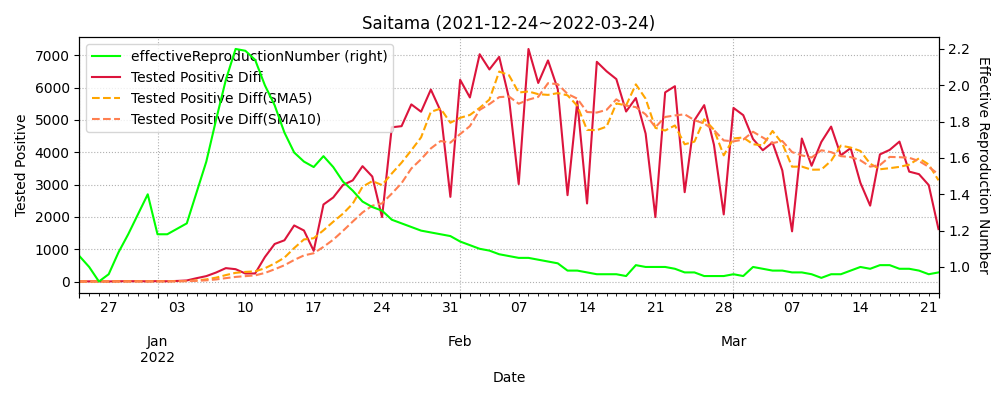 Saitama (2021-12-24~2022-03-24)
effectiveReproductionNumber (right)
Tested Positive Diff
Tested Positive Diff(SMA5)
Tested Positive Diff(SMA10)
Tested Positive
7000
6000
5000
4000
3000
2000
1000
0
2.2
2.0
1.8
1.6
1.4
1.2
1.0
Effective Reproduction Number
27 03 10 17 24 31 07 14 21 28 07 14 21
Jan Feb Mar
2022
Date